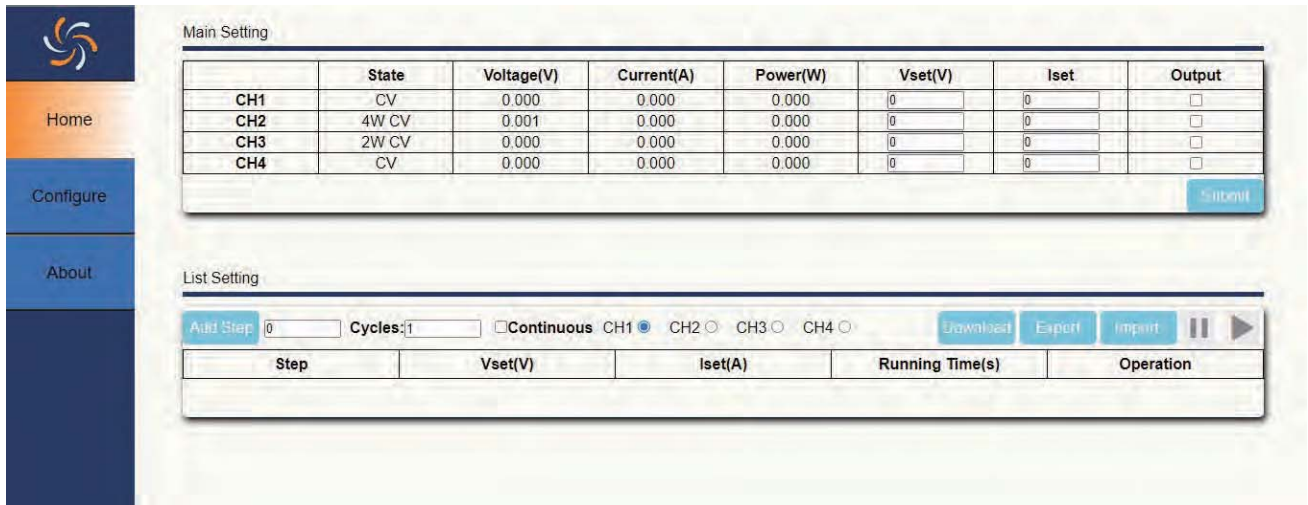 Main Setting
State Voltage(V) Current(A) Power(W) Vset(V) Iset Output
CH1 CV 0.000 0.000 0.000 0 0
Home
CH2 4W CV 0.001 0.000 0.000 0 0
CH3 2W CV 0.000 0.000 0.000 0 0
CH4 CV 0.000 0.000 0.000 0 0
Configure
Submit
About
List Setting
Add Step 0 Cycles: 1 Continuous CH1 CH2 CH3 CH4 Download Export Import
Step Vset(V) Iset(A) Running Time(s) Operation